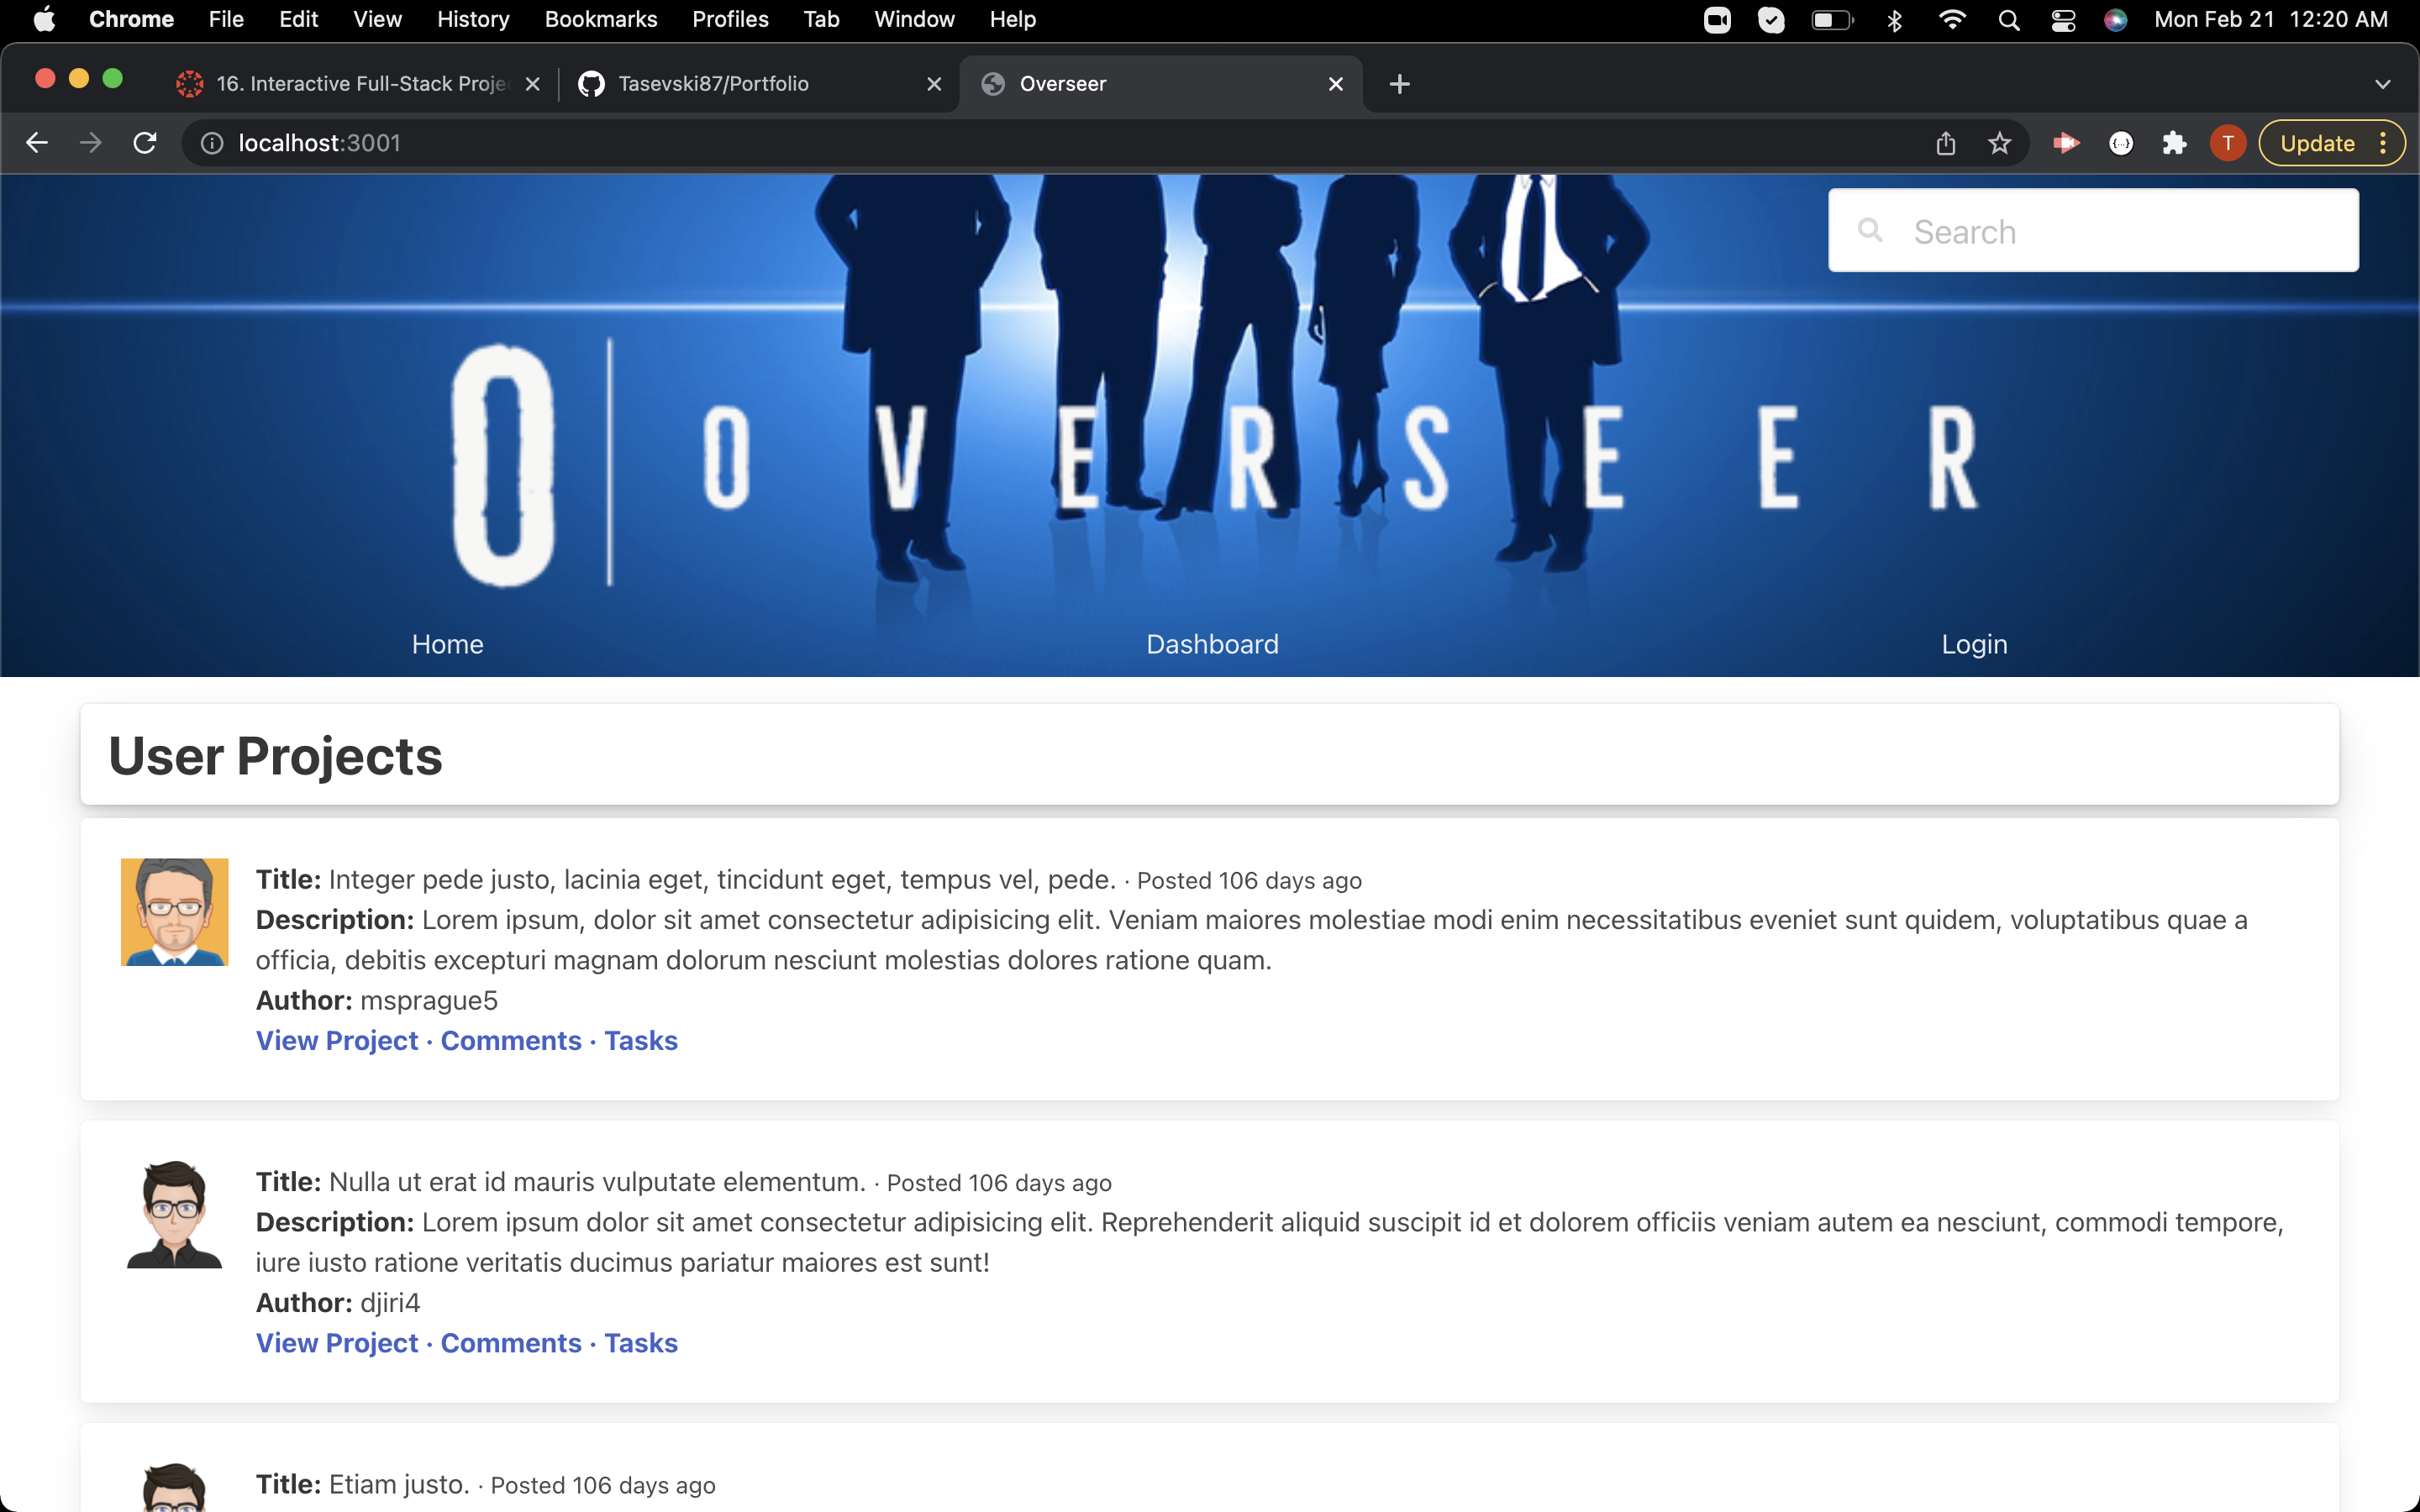 Chrome File Edit View History Bookmarks Profiles Tab Window Help Mon Feb 21 12:20 AM
16. Interactive Full-Stack Proje Tasevski87/Portfolio Overseer
localhost:3001 T Update
Search
O | OVERSEER
Home Dashboard Login
User Projects
Title: Integer pede justo, lacinia eget, tincidunt eget, tempus vel, pede. · Posted 106 days ago
Description: Lorem ipsum, dolor sit amet consectetur adipisicing elit. Veniam maiores molestiae modi enim necessitatibus eveniet sunt quidem, voluptatibus quae a
officia, debitis excepturi magnam dolorum nesciunt molestias dolores ratione quam.
Author: msprague5
View Project · Comments · Tasks
Title: Nulla ut erat id mauris vulputate elementum. · Posted 106 days ago
Description: Lorem ipsum dolor sit amet consectetur adipisicing elit. Reprehenderit aliquid suscipit id et dolorem officiis veniam autem ea nesciunt, commodi tempore,
iure iusto ratione veritatis ducimus pariatur maiores est sunt!
Author: djiri4
View Project · Comments · Tasks
Title: Etiam justo. · Posted 106 days ago